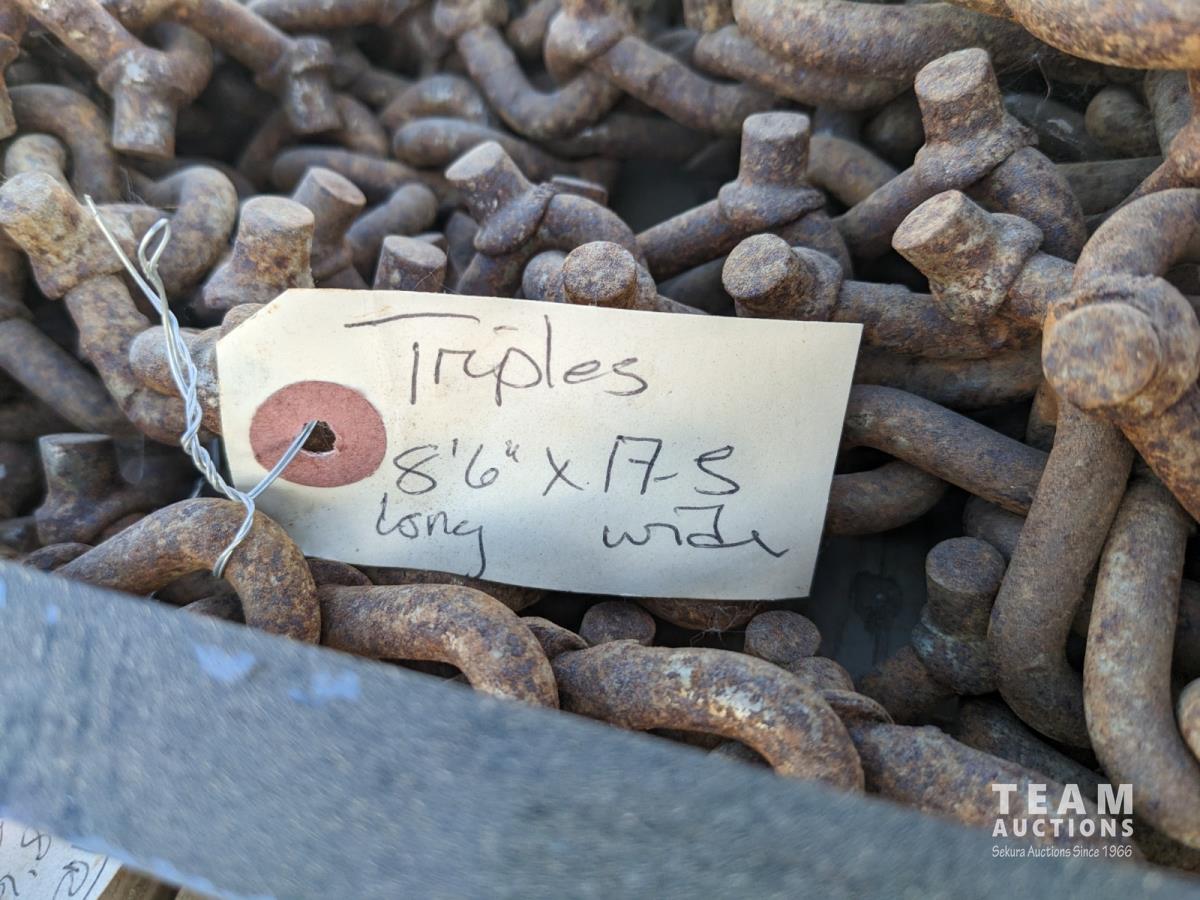 Triples
8'6" X 17-5
Long wide
TEAM
AUCTIONS
Sekura Auctions Since 1966